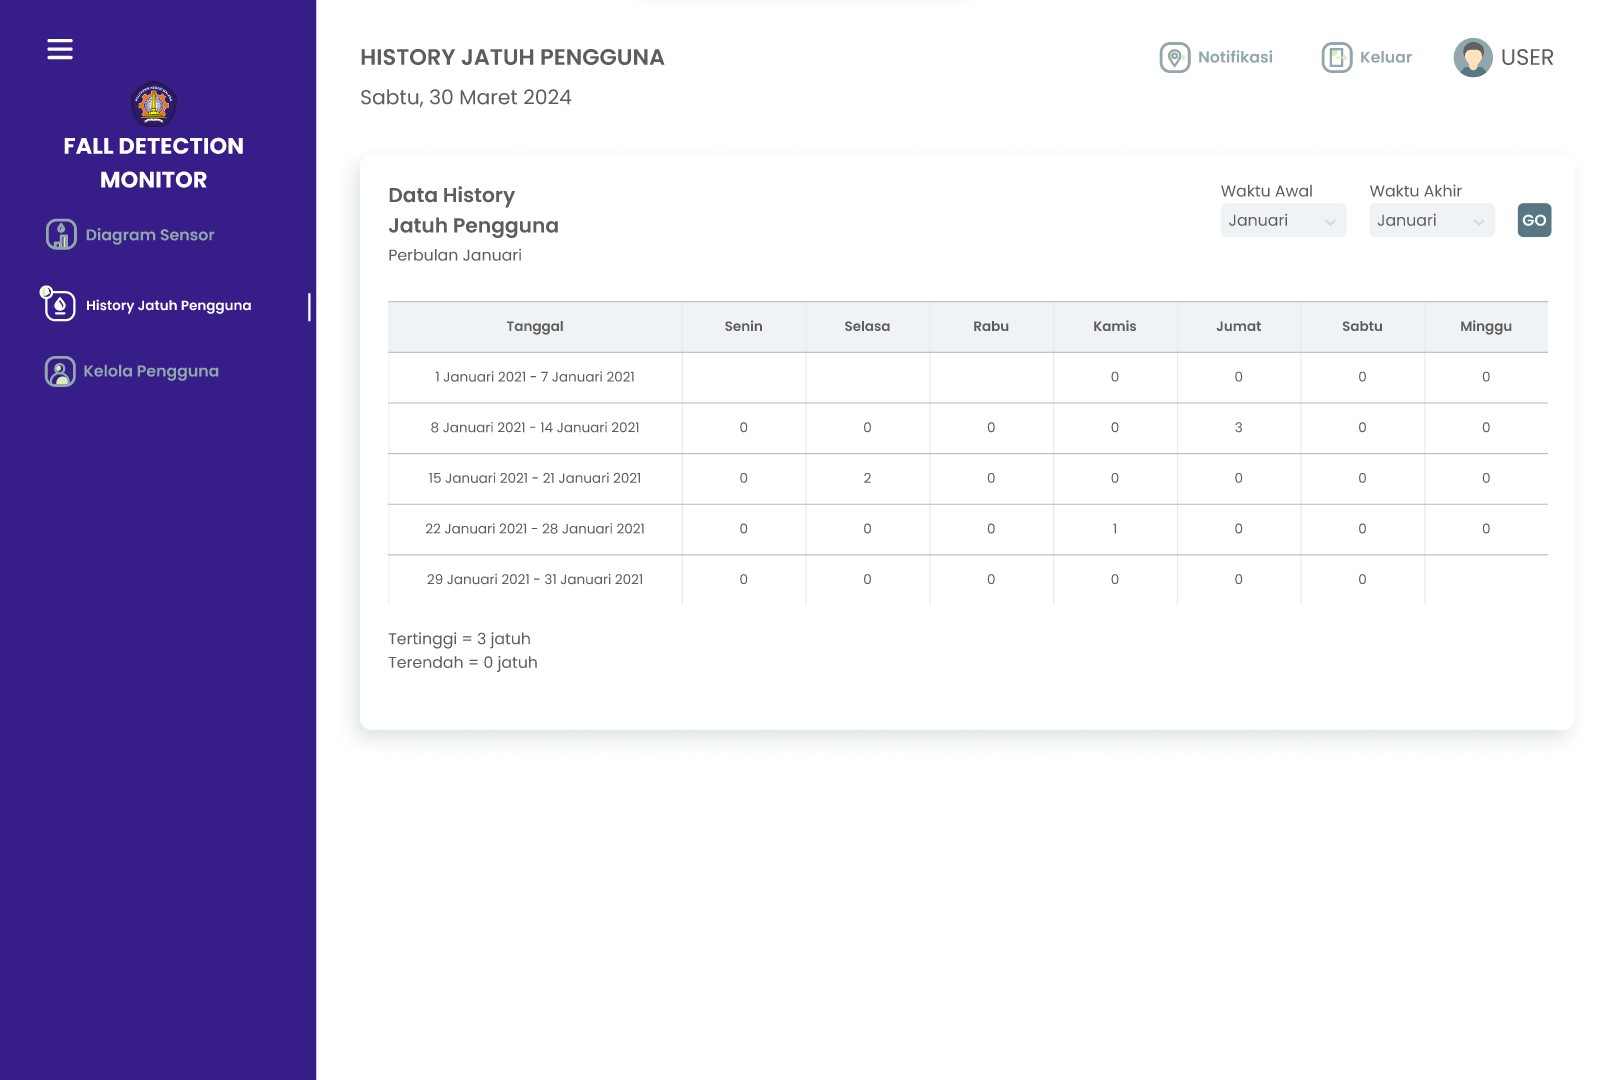 FALL DETECTION
MONITOR
Diagram Sensor
History Jatuh Pengguna
Kelola Pengguna
HISTORY JATUH PENGGUNA
Sabtu, 30 Maret 2024
Notifikasi
Keluar
USER
Data History
Jatuh Pengguna
Perbulan Januari
Waktu Awal Waktu Akhir
Januari Januari GO
Tanggal Senin Selasa Rabu Kamis Jumat Sabtu Minggu
1 Januari 2021 - 7 Januari 2021 0 0 0 0
8 Januari 2021 - 14 Januari 2021 0 0 0 0 3 0 0
15 Januari 2021 - 21 Januari 2021 0 2 0 0 0 0 0
22 Januari 2021 - 28 Januari 2021 0 0 0 1 0 0 0
29 Januari 2021 - 31 Januari 2021 0 0 0 0 0 0
Tertinggi = 3 jatuh
Terendah = 0 jatuh